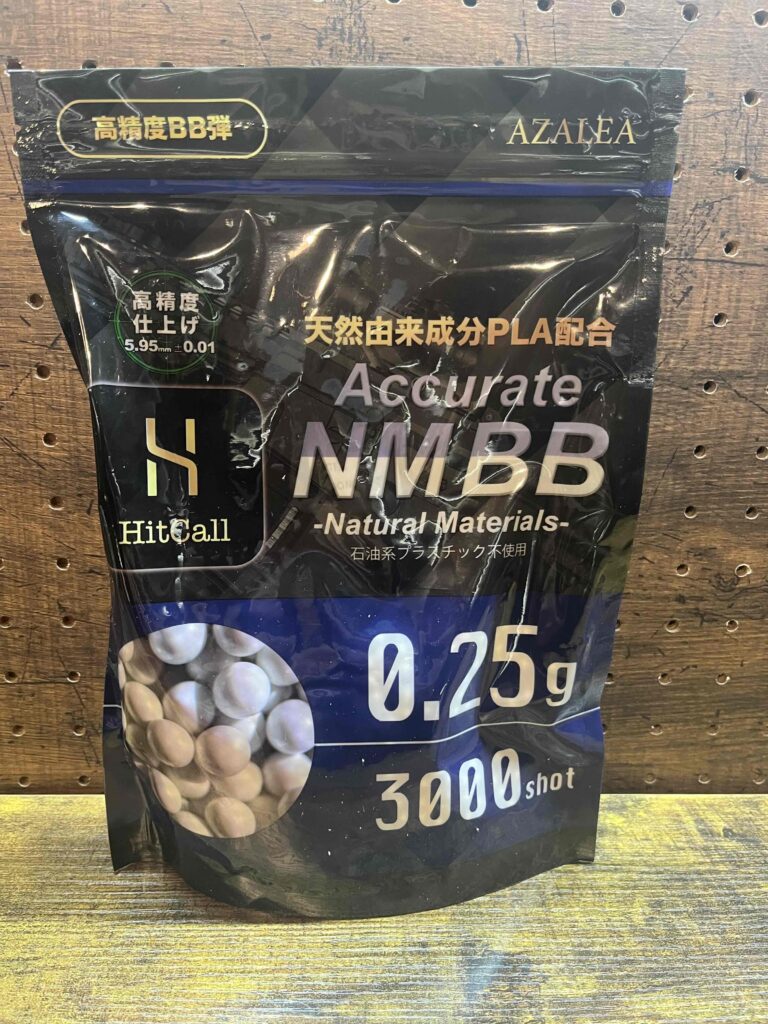 高精度BB弾
AZALEA
高精度
仕上げ
5.95mm ±0.01
天然由来成分PLA配合
Accurate
NMBB
-Natural Materials-
石油系プラスチック不使用
HitCall
0.25g
3000shot